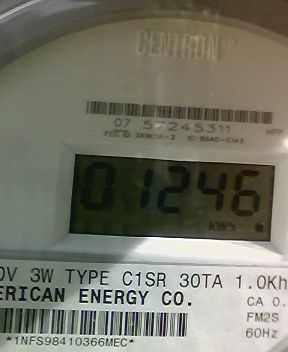 CENTRON®
07 57245311
01246
kWh
0V 3W TYPE C1SR 30TA 1.0Kh
ERICAN ENERGY CO.
CA 0.
FM2S
60Hz
*1NFS98410366MEC*